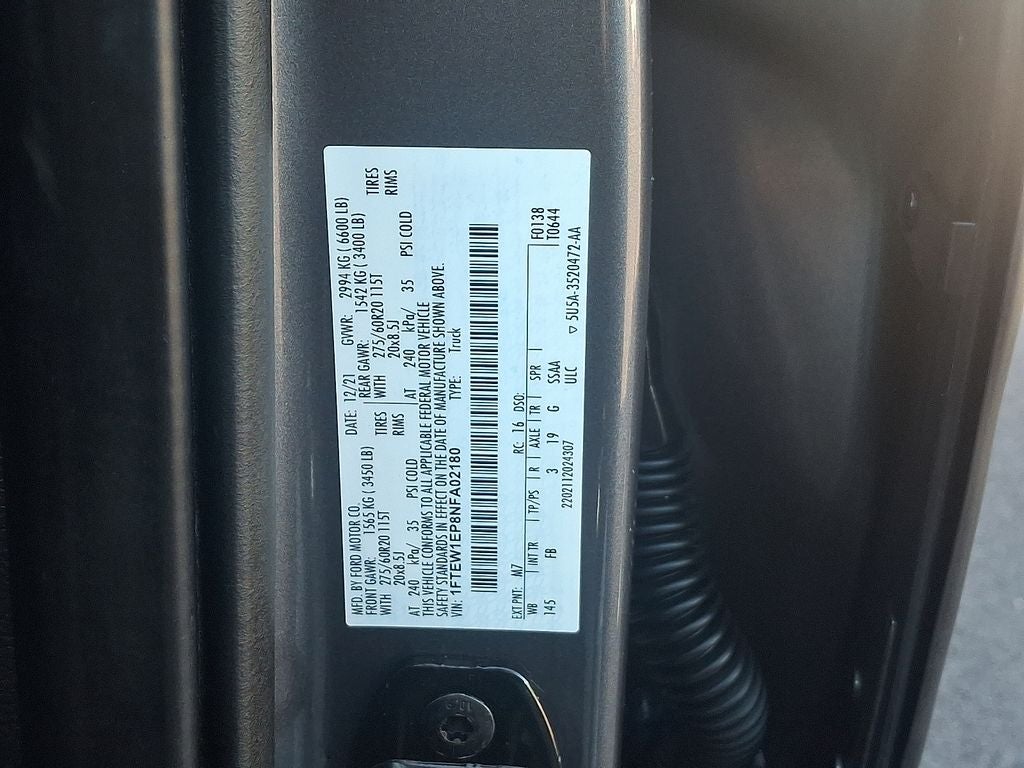 MFD. BY FORD MOTOR CO. DATE: 12/21 GVWR: 2994 KG ( 6600 LB)
FRONT GAWR: 1565 KG ( 3450 LB) REAR GAWR: 1542 KG ( 3400 LB)
WITH 275/60R20 115T TIRES WITH 275/60R20 115T TIRES
20x8.5J RIMS 20x8.5J RIMS
AT 240 kPa/ 35 PSI COLD AT 240 kPa/ 35 PSI COLD
THIS VEHICLE CONFORMS TO ALL APPLICABLE FEDERAL MOTOR VEHICLE
SAFETY STANDARDS IN EFFECT ON THE DATE OF MANUFACTURE SHOWN ABOVE.
VIN: 1FTEW1EP8NFA02180 TYPE: Truck
EXT PNT: M7 RC: 16 DSO: F0138
WB INT TR TP/PS R AXLE TR SPR T0644
145 FB 3 19 G SSAA
2202112024307 ULC ▽ 5U5A-3520472-AA